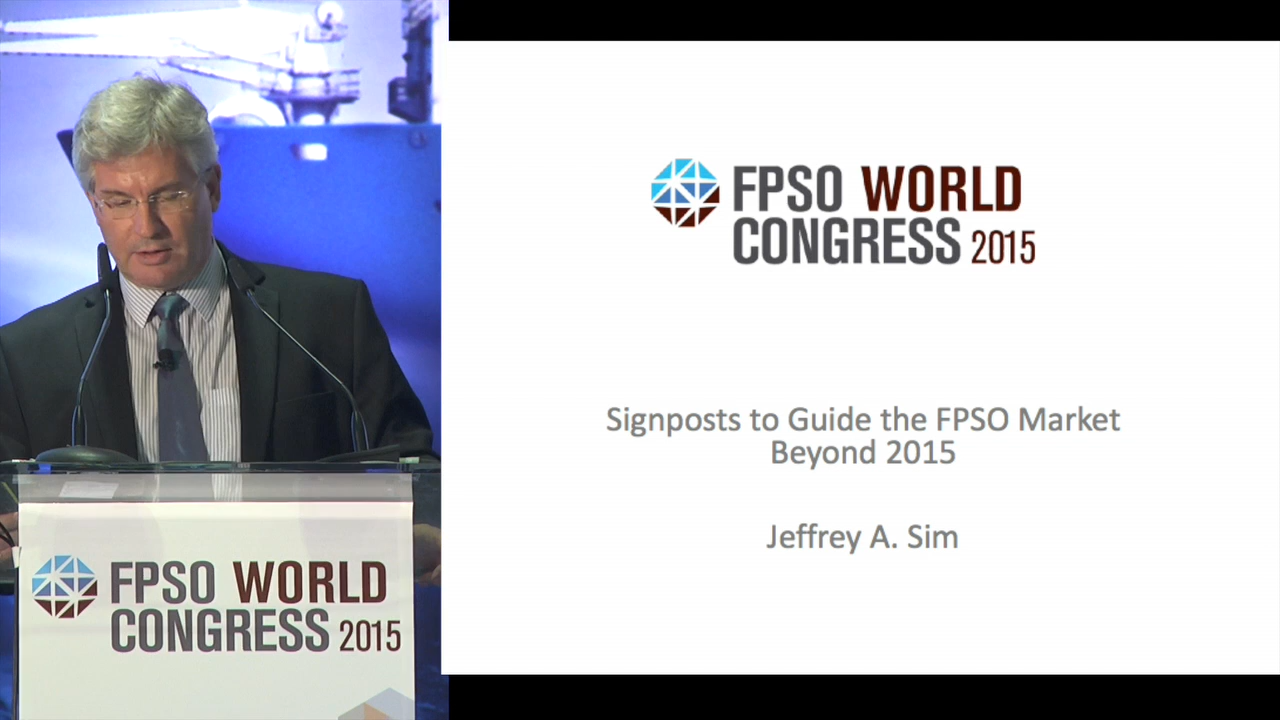 FPSO WORLD
CONGRESS 2015
Signposts to Guide the FPSO Market
Beyond 2015
Jeffrey A. Sim
FPSO WORLD
CONGRESS 2015